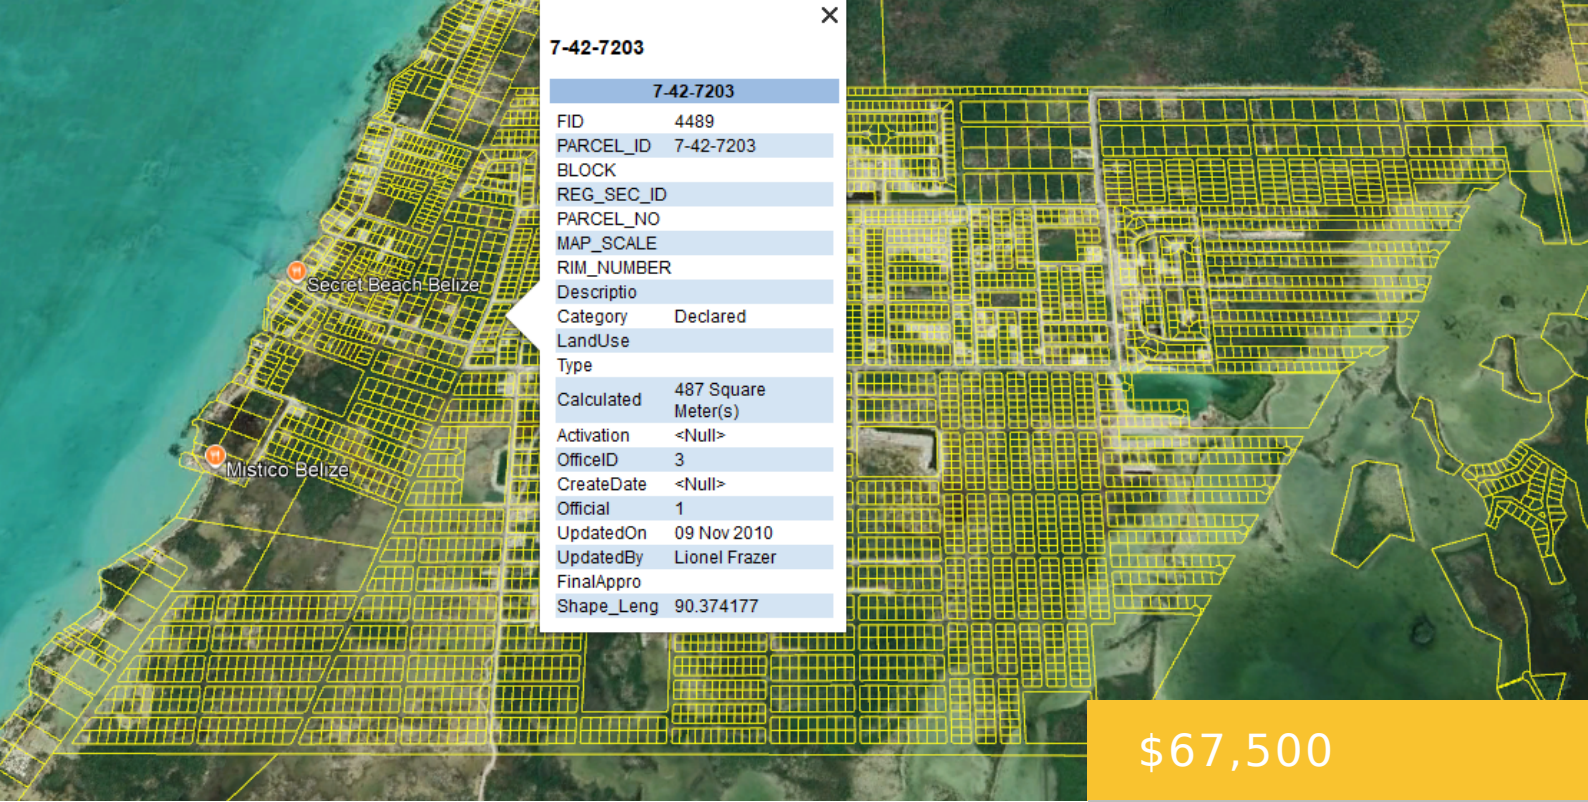 7-42-7203
7-42-7203
FID 4489
PARCEL_ID 7-42-7203
BLOCK
REG_SEC_ID
PARCEL_NO
MAP_SCALE
RIM_NUMBER
Descriptio
Category Declared
LandUse
Type
Calculated 487 Square
Meter(s)
Activation <Null>
OfficeID 3
CreateDate <Null>
Official 1
UpdatedOn 09 Nov 2010
UpdatedBy Lionel Frazer
FinalAppro
Shape_Leng 90.374177
Secret Beach Belize
Mistico Belize
$67,500